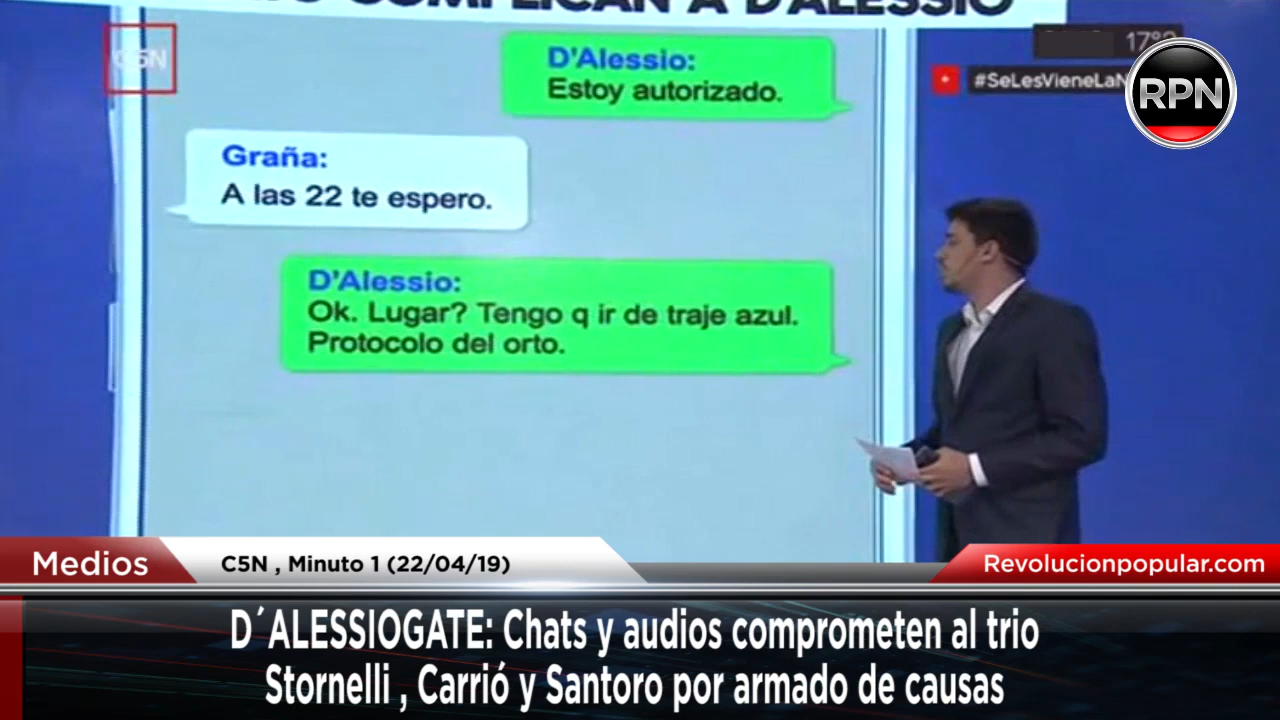 COMPLICAN A D'ALESSIO
C5N
D'Alessio:
Estoy autorizado.
17°
#SeLesVieneLaN
RPN
Graña:
A las 22 te espero.
D'Alessio:
Ok. Lugar? Tengo q ir de traje azul.
Protocolo del orto.
Medios
C5N , Minuto 1 (22/04/19)
Revolucionpopular.com
D´ALESSIOGATE: Chats y audios comprometen al trio
Stornelli , Carrió y Santoro por armado de causas